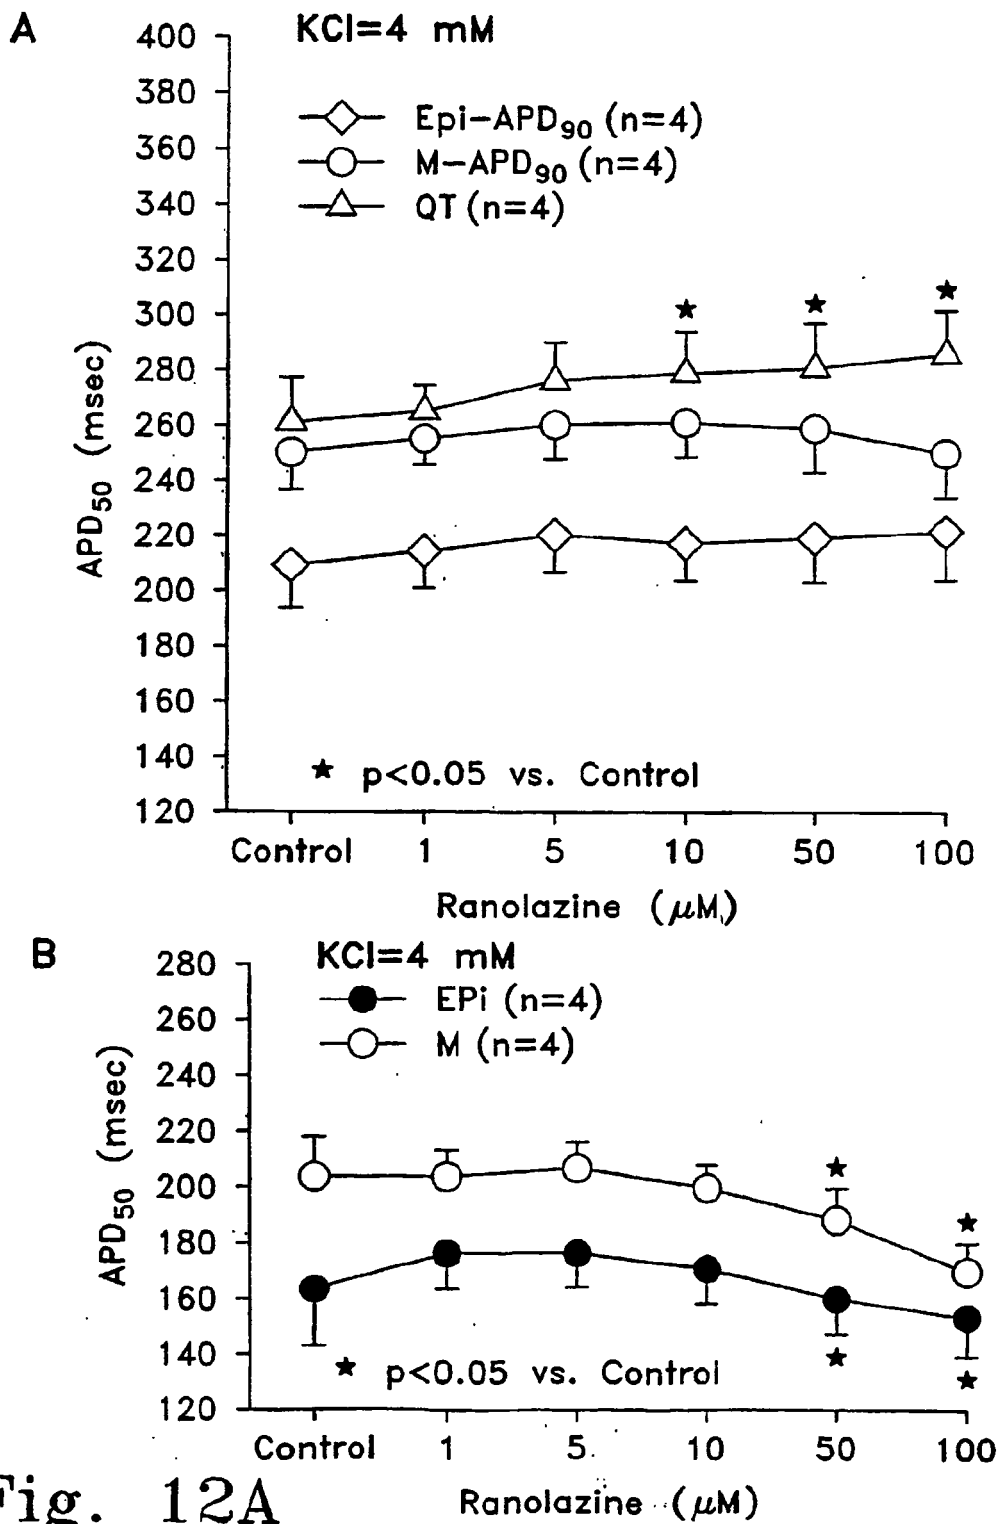 A
KCl=4 mM
400
380
360
340
320
300
280
260
240
220
200
180
160
140
120
APD50 (msec)
Epi-APD90 (n=4)
M-APD90 (n=4)
QT (n=4)
★ ★ ★
★ p<0.05 vs. Control
Control 1 5 10 50 100
Ranolazine (μM)
B
KCl=4 mM
280
260
240
220
200
180
160
140
120
APD50 (msec)
EPi (n=4)
M (n=4)
★ ★
★ ★
★ p<0.05 vs. Control
Control 1 5 10 50 100
Ranolazine (μM)
Fig. 12A